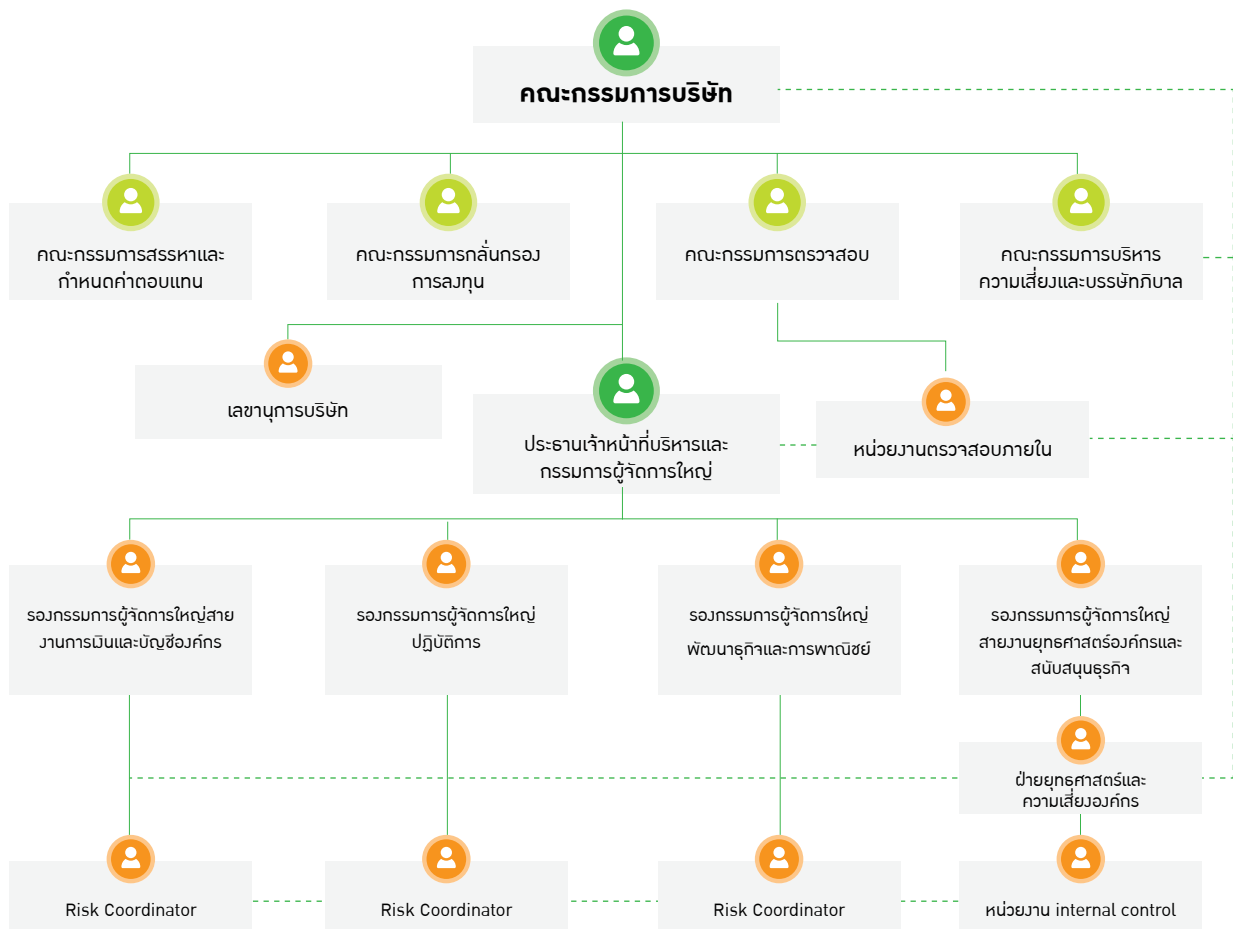 คณะกรรมการบริษัท
คณะกรรมการสรรหาและ
กำหนดค่าตอบแทน
คณะกรรมการกลั่นกรอง
การลงทุน
คณะกรรมการตรวจสอบ
คณะกรรมการบริหาร
ความเสี่ยงและบรรษัทภิบาล
เลขานุการบริษัท
ประธานเจ้าหน้าที่บริหารและ
กรรมการผู้จัดการใหญ่
หน่วยงานตรวจสอบภายใน
รองกรรมการผู้จัดการใหญ่สาย
งานการเงินและบัญชีองค์กร
รองกรรมการผู้จัดการใหญ่
ปฏิบัติการ
รองกรรมการผู้จัดการใหญ่
พัฒนาธุรกิจและการพาณิชย์
รองกรรมการผู้จัดการใหญ่
สายงานยุทธศาสตร์องค์กรและ
สนับสนุนธุรกิจ
ฝ่ายยุทธศาสตร์และ
ความเสี่ยงองค์กร
Risk Coordinator
Risk Coordinator
Risk Coordinator
หน่วยงาน internal control